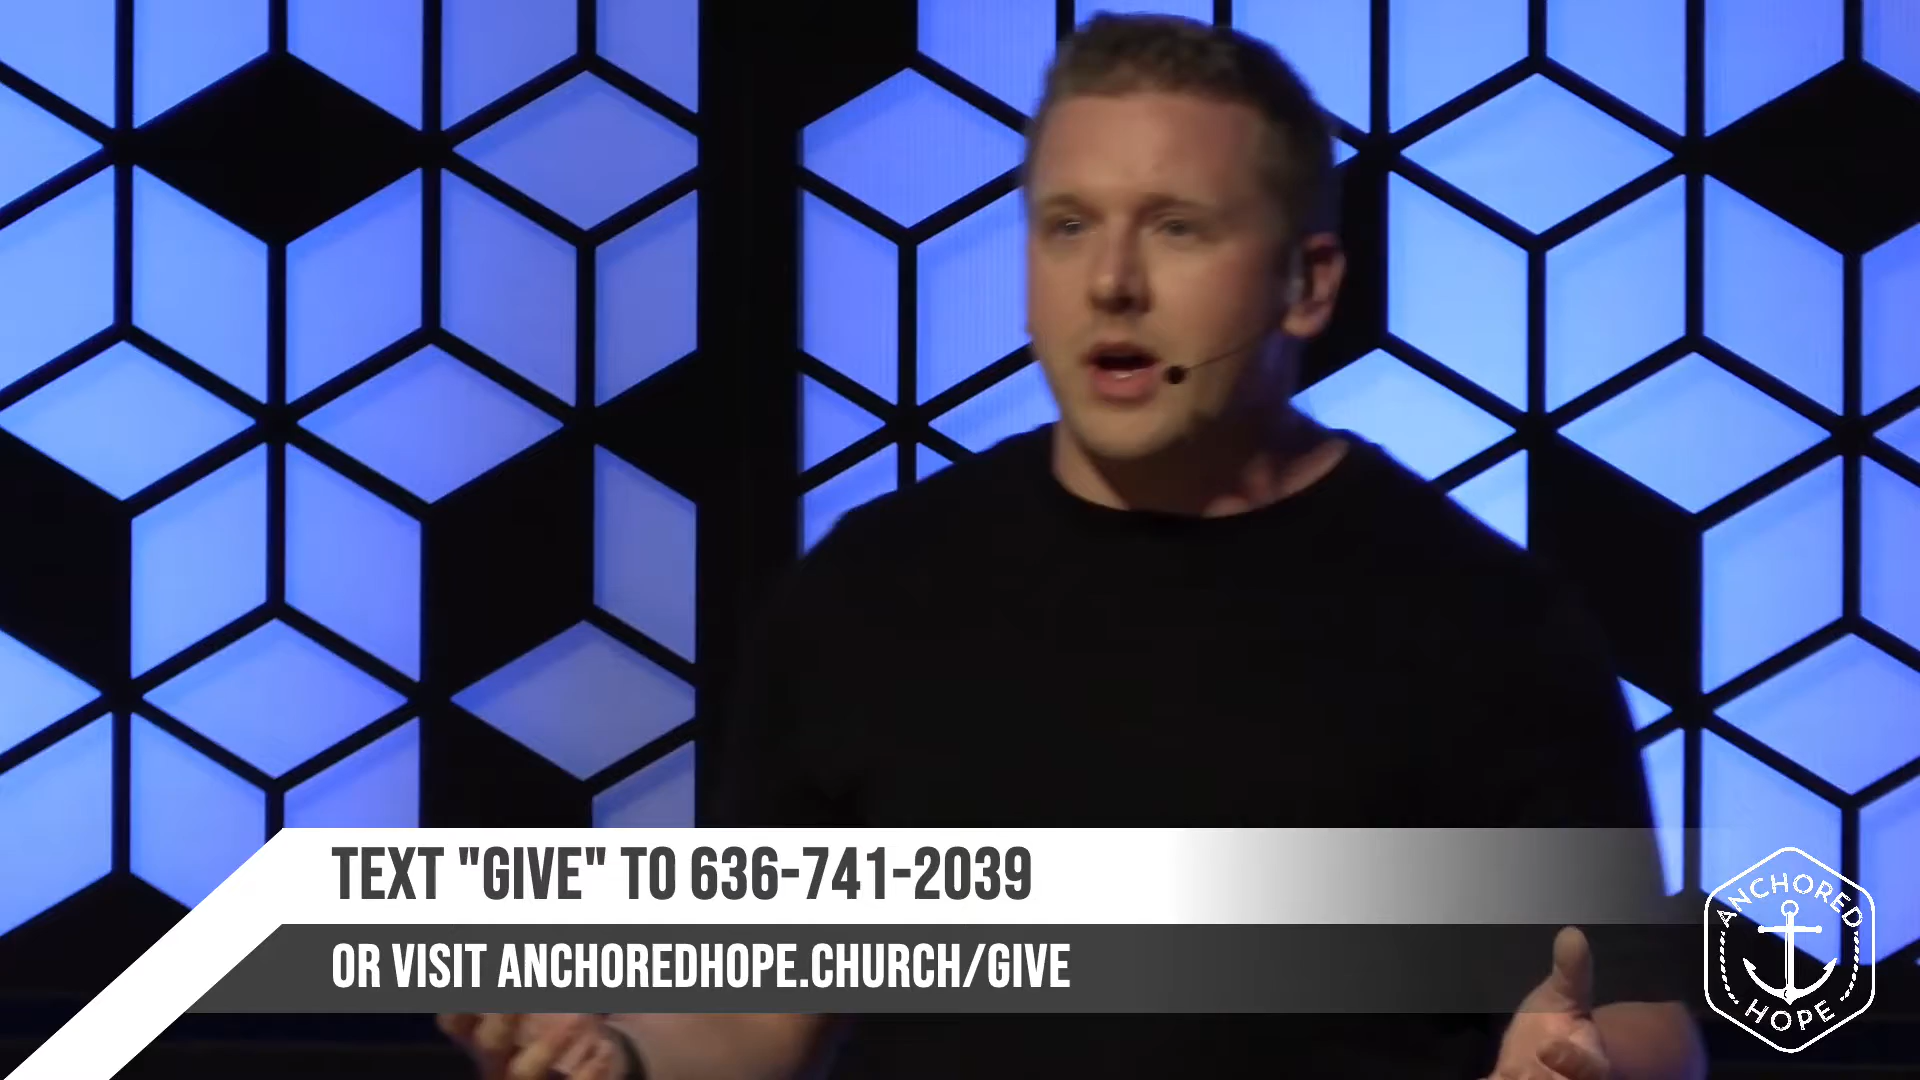 TEXT "GIVE" TO 636-741-2039
OR VISIT ANCHOREDHOPE.CHURCH/GIVE
ANCHORED
HOPE